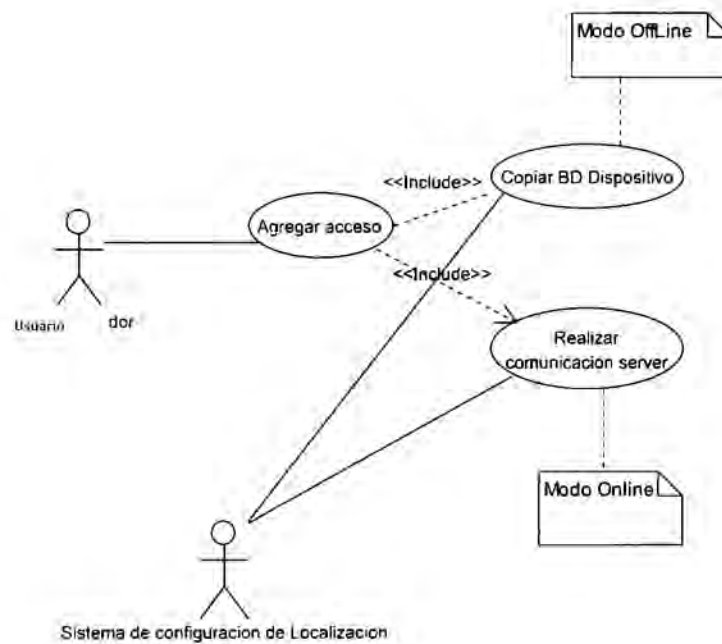 Modo OffLine
<<Include>>
Copiar BD Dispositivo
Agregar acceso
<<Include>>
Usuario dor
Realizar
comunicacion server
Modo Online
Sistema de configuracion de Localizacion